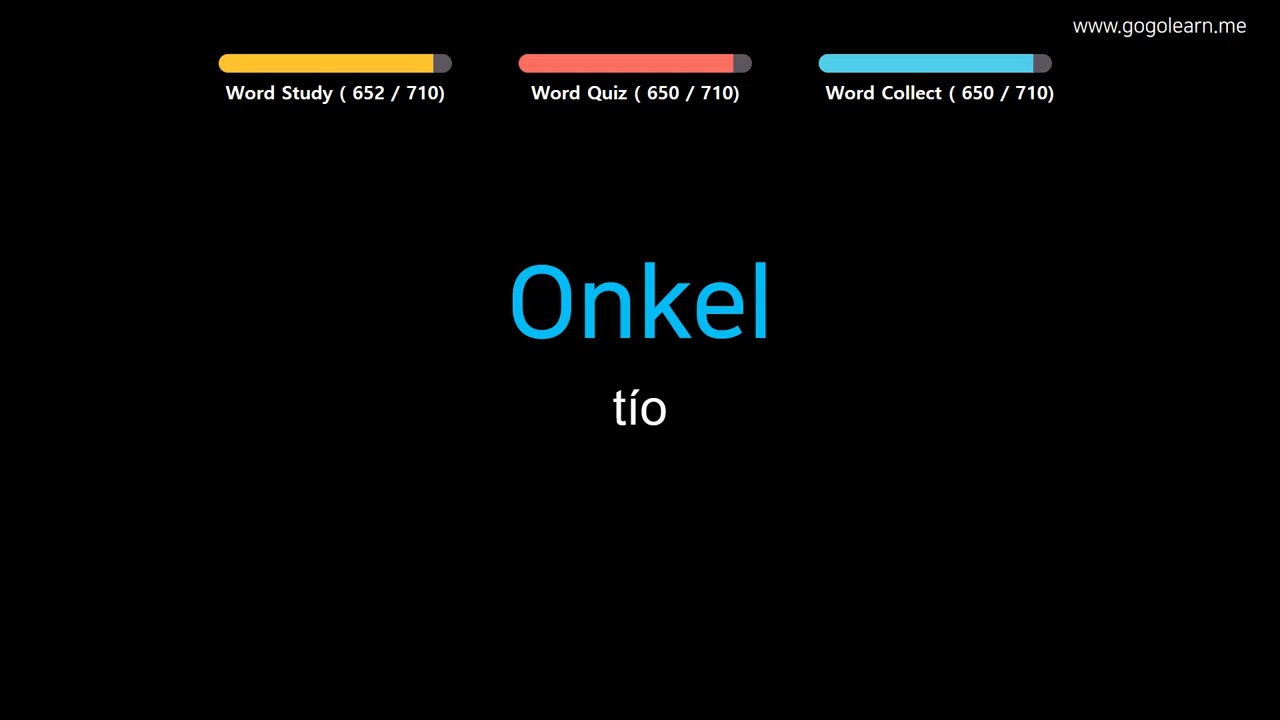 www.gogolearn.me
Word Study ( 652 / 710)
Word Quiz ( 650 / 710)
Word Collect ( 650 / 710)
Onkel
tío